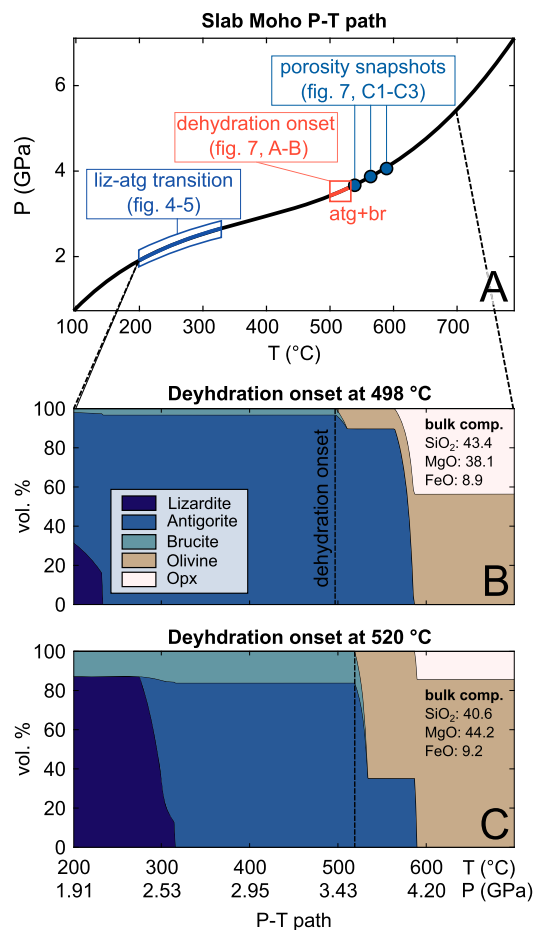 Slab Moho P-T path
6
4
2
P (GPa)
porosity snapshots
(fig. 7, C1-C3)
dehydration onset
(fig. 7, A-B)
liz-atg transition
(fig. 4-5)
atg+br
A
100
200
300
400
500
600
700
T (°C)
Deyhdration onset at 498 °C
100
80
60
40
20
0
vol. %
Lizardite
Antigorite
Brucite
Olivine
Opx
dehydration onset
bulk comp.
SiO₂: 43.4
MgO: 38.1
FeO: 8.9
B
Deyhdration onset at 520 °C
100
80
60
40
20
0
vol. %
bulk comp.
SiO₂: 40.6
MgO: 44.2
FeO: 9.2
C
200 300 400 500 600 T (°C)
1.91 2.53 2.95 3.43 4.20 P (GPa)
P-T path